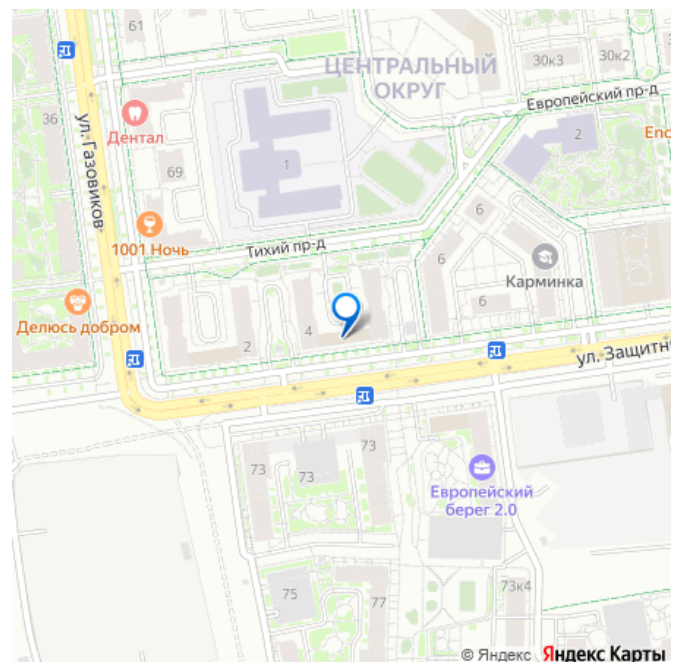 61
ЦЕНТРАЛЬНЫЙ
ОКРУГ
30к3
30к2
Европейский пр-д
36
ул. Газовиков
Дентал
1
2
Enc
69
1001 Ночь
Тихий пр-д
6
6
Карминка
6
Делюсь добром
4
2
ул. Защитн
73
73
73
Европейский
берег 2.0
75
77
73к4
© Яндекс Яндекс Карты